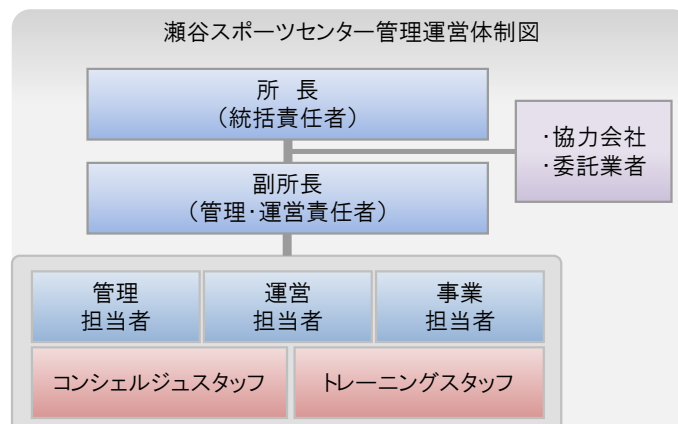 瀬谷スポーツセンター管理運営体制図
所　長
（統括責任者）
・協力会社
・委託業者
副所長
（管理・運営責任者）
管理
担当者
運営
担当者
事業
担当者
コンシェルジュスタッフ
トレーニングスタッフ